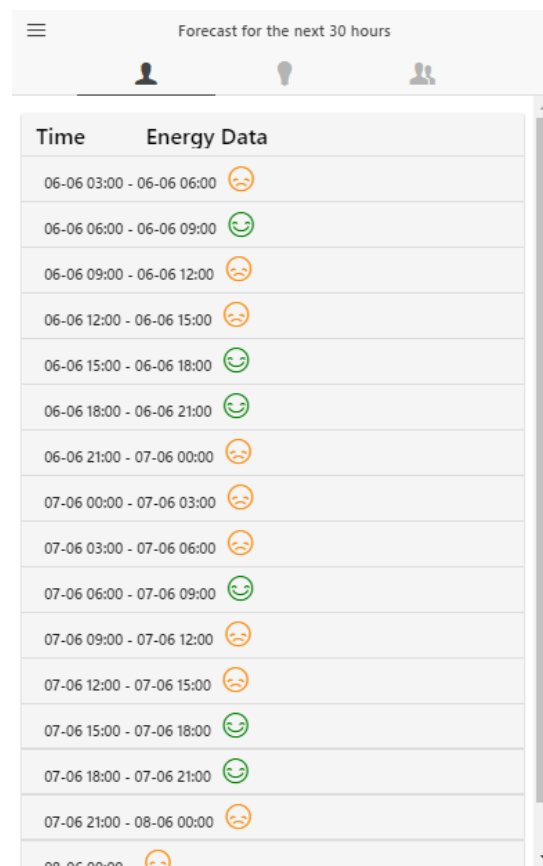 Forecast for the next 30 hours
Time Energy Data
06-06 03:00 - 06-06 06:00
06-06 06:00 - 06-06 09:00
06-06 09:00 - 06-06 12:00
06-06 12:00 - 06-06 15:00
06-06 15:00 - 06-06 18:00
06-06 18:00 - 06-06 21:00
06-06 21:00 - 07-06 00:00
07-06 00:00 - 07-06 03:00
07-06 03:00 - 07-06 06:00
07-06 06:00 - 07-06 09:00
07-06 09:00 - 07-06 12:00
07-06 12:00 - 07-06 15:00
07-06 15:00 - 07-06 18:00
07-06 18:00 - 07-06 21:00
07-06 21:00 - 08-06 00:00
08-06 00:00 -